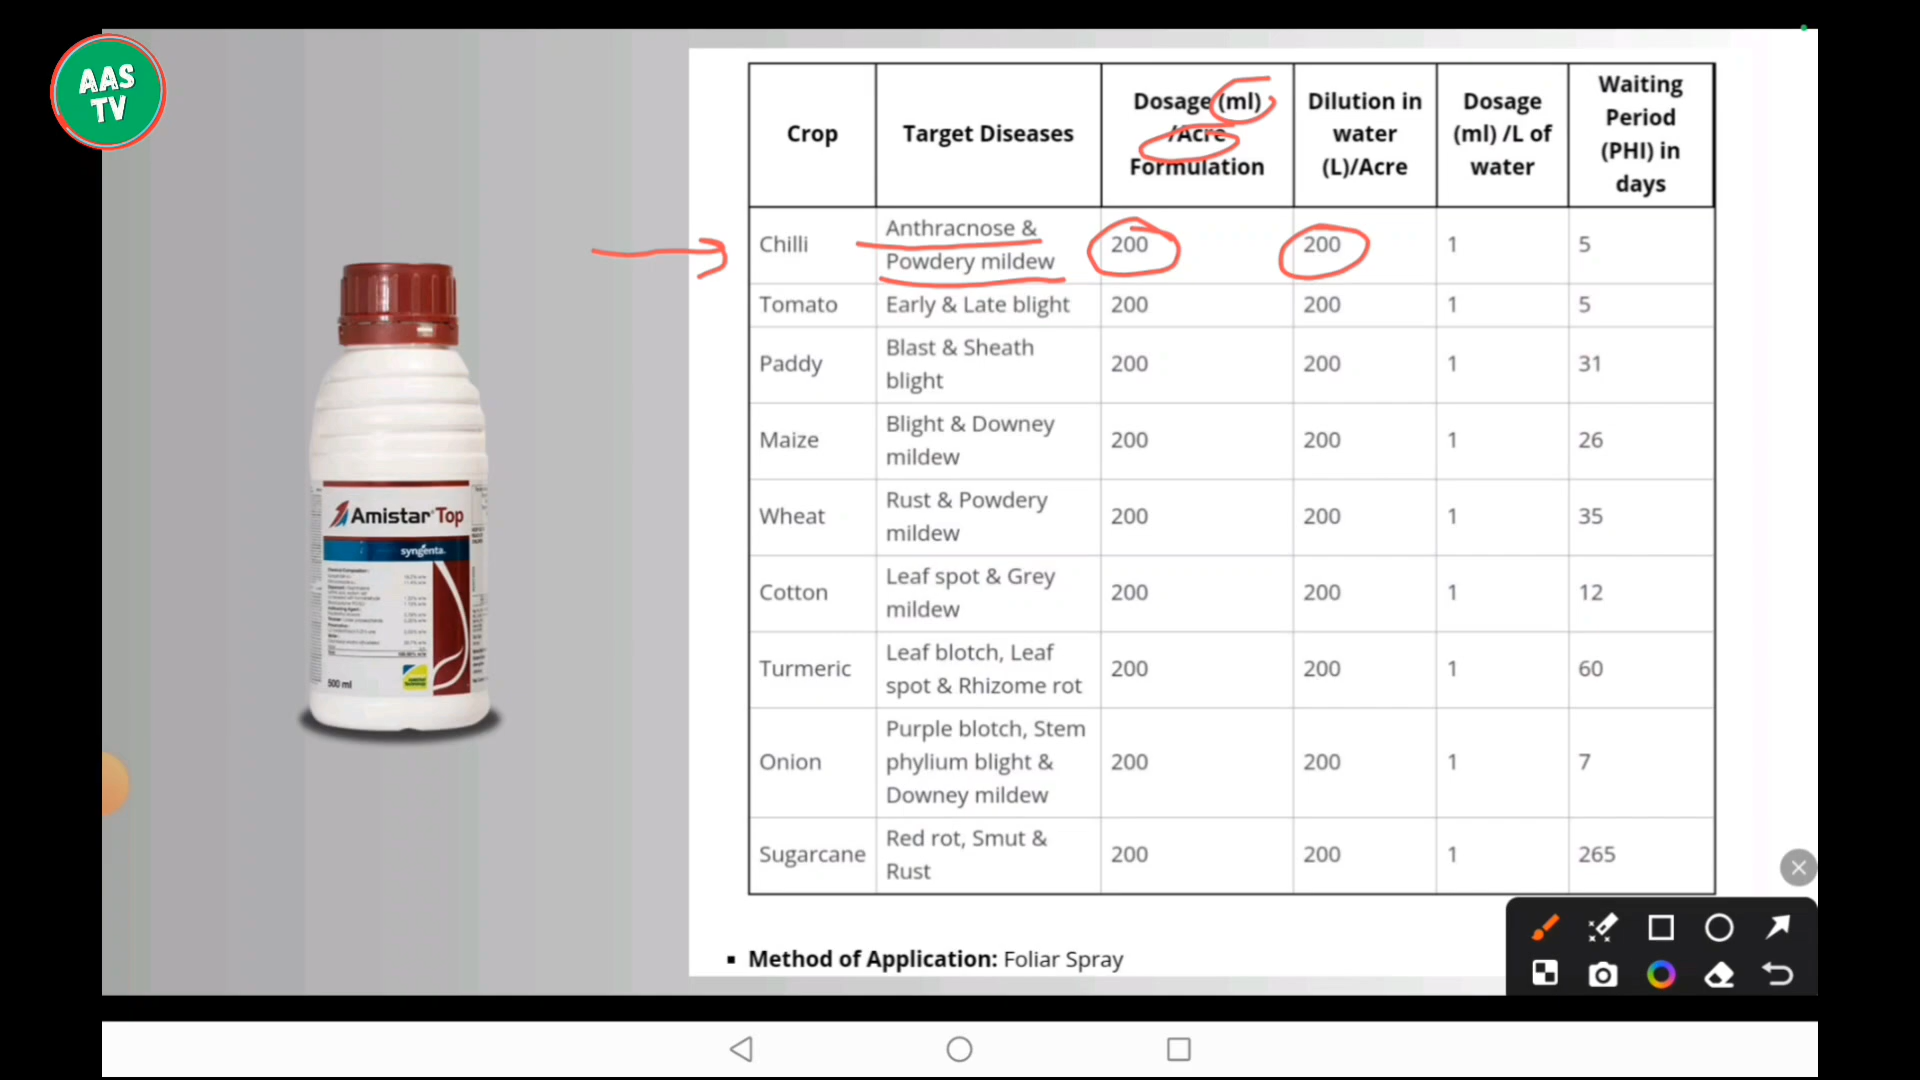 AAS
TV
Crop
Target Diseases
Dosage (ml)
/Acre
Formulation
Dilution in
water
(L)/Acre
Dosage
(ml) /L of
water
Waiting
Period
(PHI) in
days
Chilli
Anthracnose &
Powdery mildew
200
200
1
5
Tomato
Early & Late blight
200
200
1
5
Paddy
Blast & Sheath
blight
200
200
1
31
Maize
Blight & Downey
mildew
200
200
1
26
Wheat
Rust & Powdery
mildew
200
200
1
35
Cotton
Leaf spot & Grey
mildew
200
200
1
12
Turmeric
Leaf blotch, Leaf
spot & Rhizome rot
200
200
1
60
Onion
Purple blotch, Stem
phylium blight &
Downey mildew
200
200
1
7
Sugarcane
Red rot, Smut &
Rust
200
200
1
265
▪ Method of Application: Foliar Spray
Amistar Top
syngenta.
500 ml